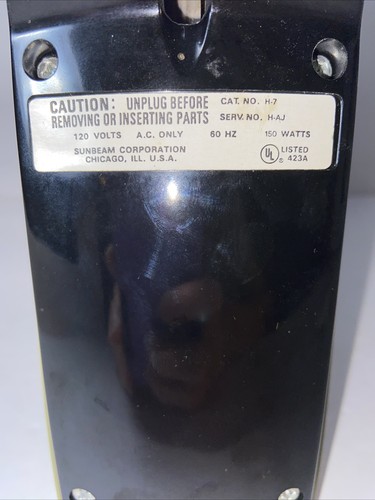 CAUTION: UNPLUG BEFORE CAT. NO. H-7
REMOVING OR INSERTING PARTS SERV. NO. H-AJ
120 VOLTS A.C. ONLY 60 HZ 150 WATTS
SUNBEAM CORPORATION
CHICAGO, ILL. U.S.A.
UL ® LISTED
423A